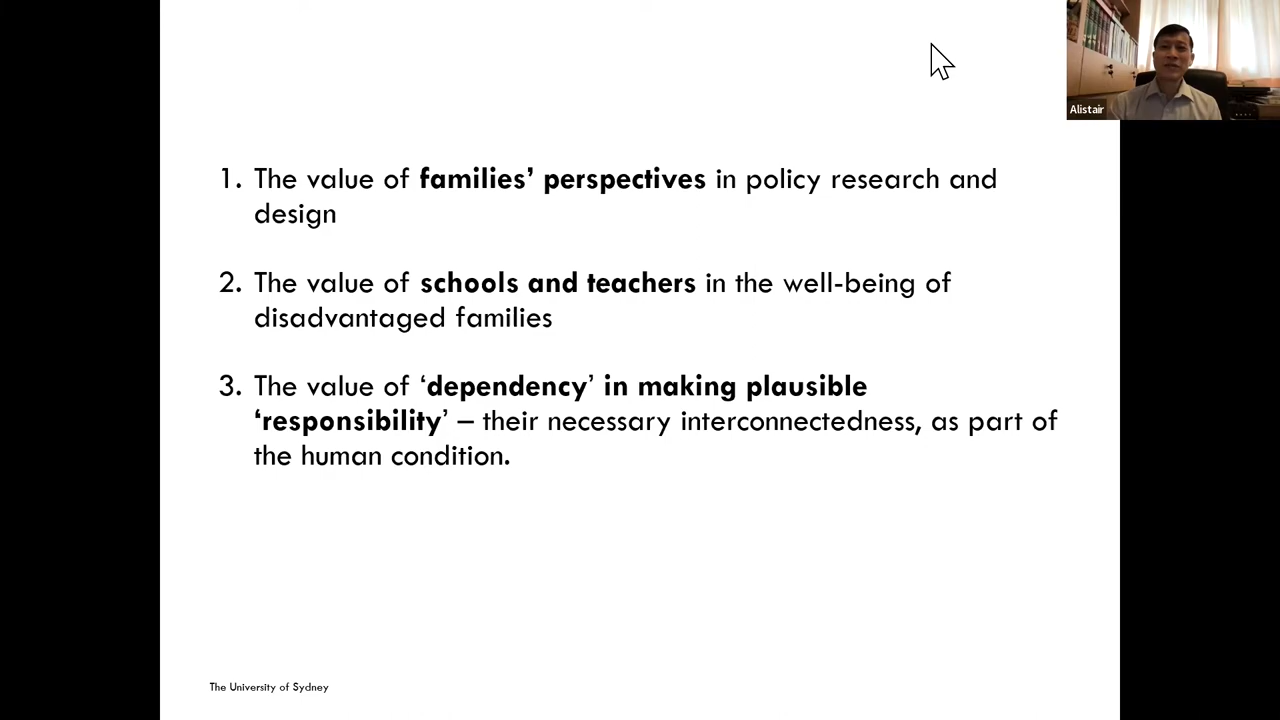 Alistair
1. The value of families’ perspectives in policy research and
design
2. The value of schools and teachers in the well-being of
disadvantaged families
3. The value of ‘dependency’ in making plausible
‘responsibility’ – their necessary interconnectedness, as part of
the human condition.
The University of Sydney